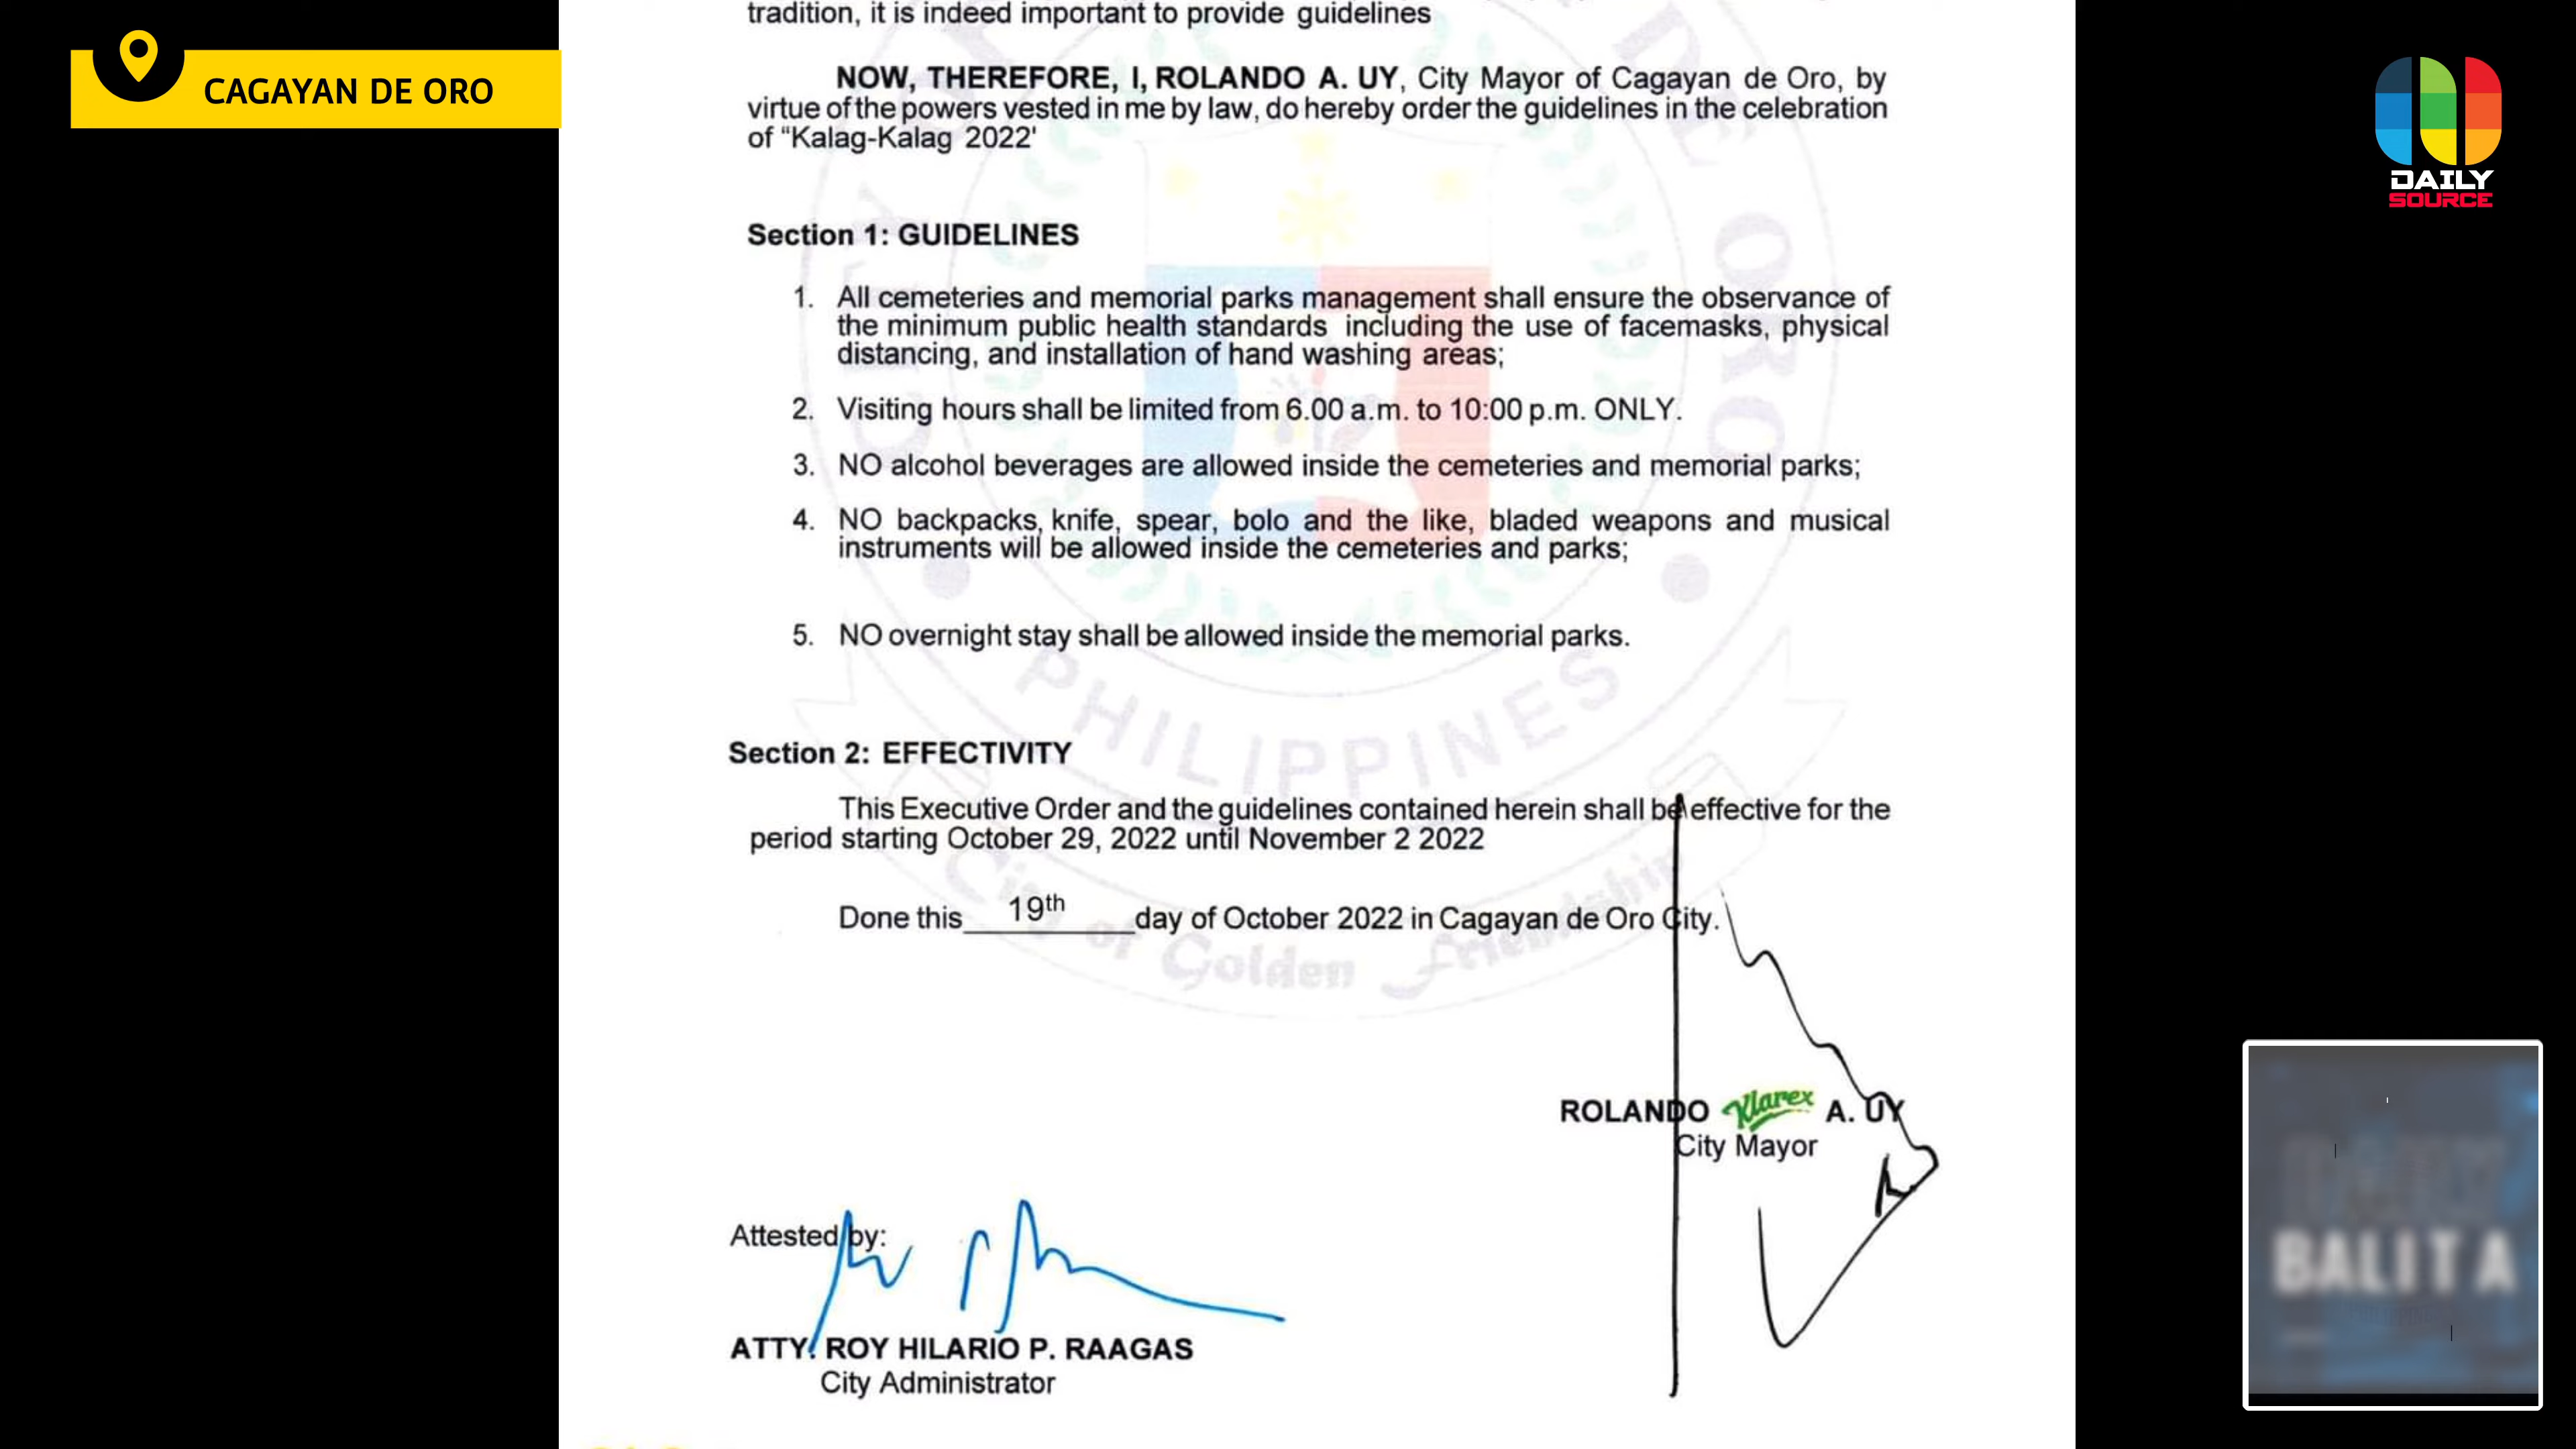 tradition, it is indeed important to provide guidelines
CAGAYAN DE ORO
DAILY
SOURCE
NOW, THEREFORE, I, ROLANDO A. UY, City Mayor of Cagayan de Oro, by
virtue of the powers vested in me by law, do hereby order the guidelines in the celebration
of “Kalag-Kalag 2022'
Section 1: GUIDELINES
1. All cemeteries and memorial parks management shall ensure the observance of
the minimum public health standards including the use of facemasks, physical
distancing, and installation of hand washing areas;
2. Visiting hours shall be limited from 6.00 a.m. to 10:00 p.m. ONLY.
3. NO alcohol beverages are allowed inside the cemeteries and memorial parks;
4. NO backpacks, knife, spear, bolo and the like, bladed weapons and musical
instruments will be allowed inside the cemeteries and parks;
5. NO overnight stay shall be allowed inside the memorial parks.
PHILIPPINES
Section 2: EFFECTIVITY
This Executive Order and the guidelines contained herein shall be effective for the
period starting October 29, 2022 until November 2 2022
Done this 19th day of October 2022 in Cagayan de Oro City.
City of Golden Friendship
ROLANDO Klarex A. UY
City Mayor
Attested by:
ATTY. ROY HILARIO P. RAAGAS
City Administrator
BALITA